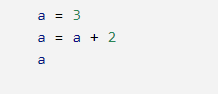 a = 3
a = a + 2
a